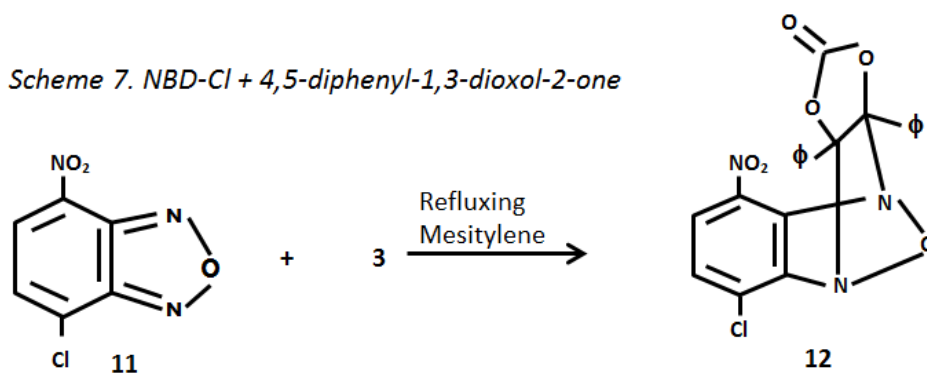 Scheme 7. NBD-Cl + 4,5-diphenyl-1,3-dioxol-2-one
O
O
O
ϕ
ϕ
NO₂
N
O
N
Cl
11
+
3
Refluxing
Mesitylene
NO₂
N
O
N
Cl
12